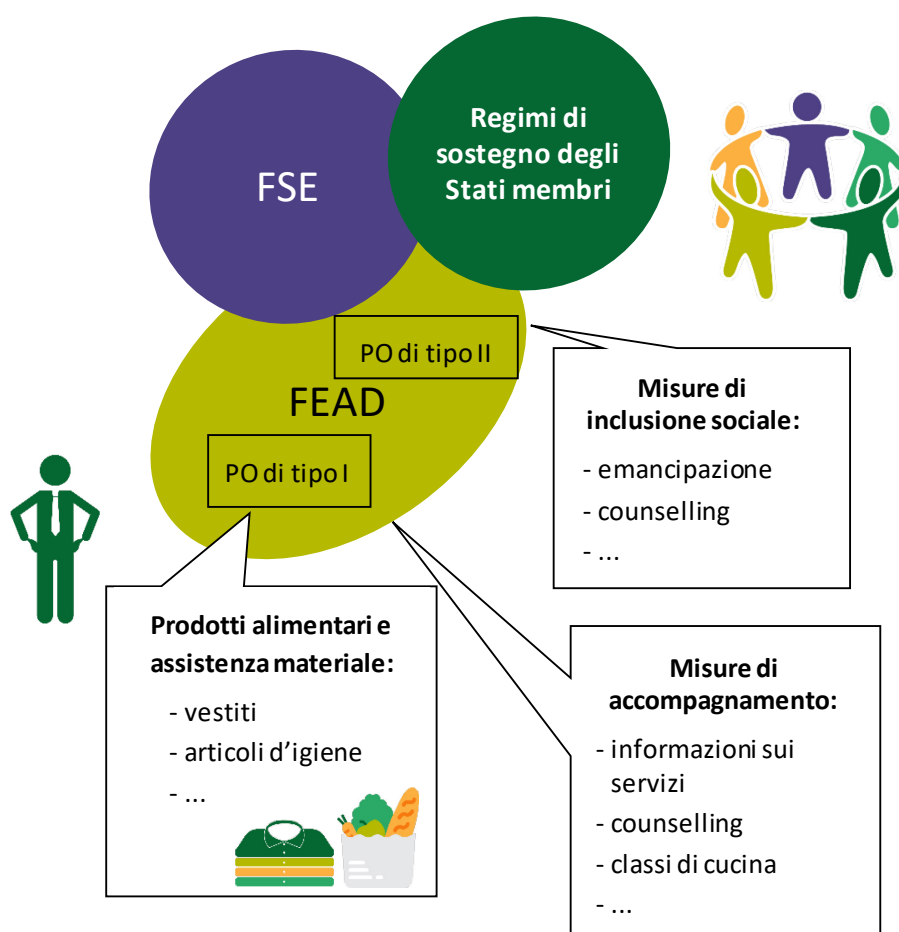 FSE
Regimi di
sostegno degli
Stati membri
PO di tipo II
FEAD
PO di tipo I
Misure di
inclusione sociale:
- emancipazione
- counselling
- ...
Prodotti alimentari e
assistenza materiale:
- vestiti
- articoli d’igiene
- ...
Misure di
accompagnamento:
- informazioni sui
servizi
- counselling
- classi di cucina
- ...